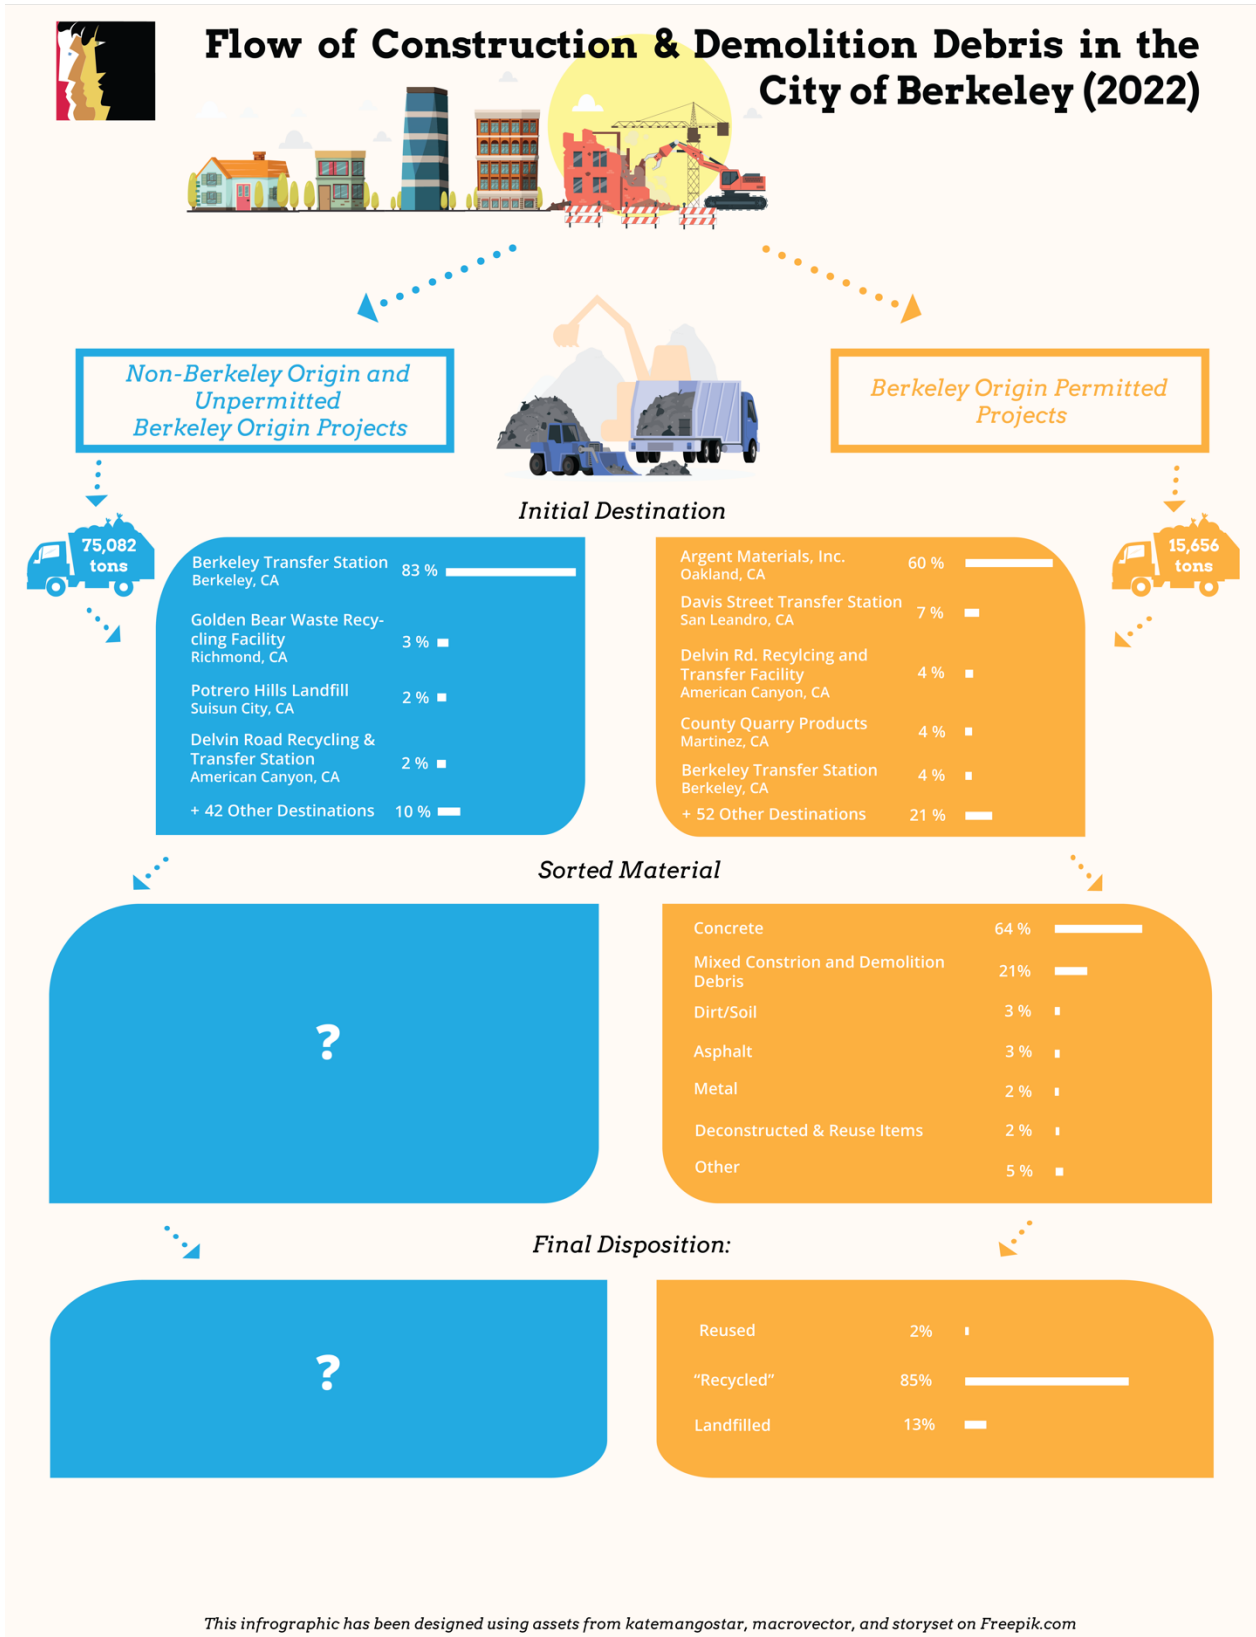 Flow of Construction & Demolition Debris in the
City of Berkeley (2022)
Non-Berkeley Origin and
Unpermitted
Berkeley Origin Projects
Berkeley Origin Permitted
Projects
Initial Destination
75,082
tons
Berkeley Transfer Station 83 %
Berkeley, CA
Golden Bear Waste Recy-
cling Facility 3 %
Richmond, CA
Potrero Hills Landfill 2 %
Suisun City, CA
Delvin Road Recycling &
Transfer Station 2 %
American Canyon, CA
+ 42 Other Destinations 10 %
15,656
tons
Argent Materials, Inc. 60 %
Oakland, CA
Davis Street Transfer Station 7 %
San Leandro, CA
Delvin Rd. Recylcing and
Transfer Facility 4 %
American Canyon, CA
County Quarry Products 4 %
Martinez, CA
Berkeley Transfer Station 4 %
Berkeley, CA
+ 52 Other Destinations 21 %
Sorted Material
?
Concrete 64 %
Mixed Constrion and Demolition 21%
Debris
Dirt/Soil 3 %
Asphalt 3 %
Metal 2 %
Deconstructed & Reuse Items 2 %
Other 5 %
Final Disposition:
?
Reused 2%
“Recycled” 85%
Landfilled 13%
This infrographic has been designed using assets from katemangostar, macrovector, and storyset on Freepik.com